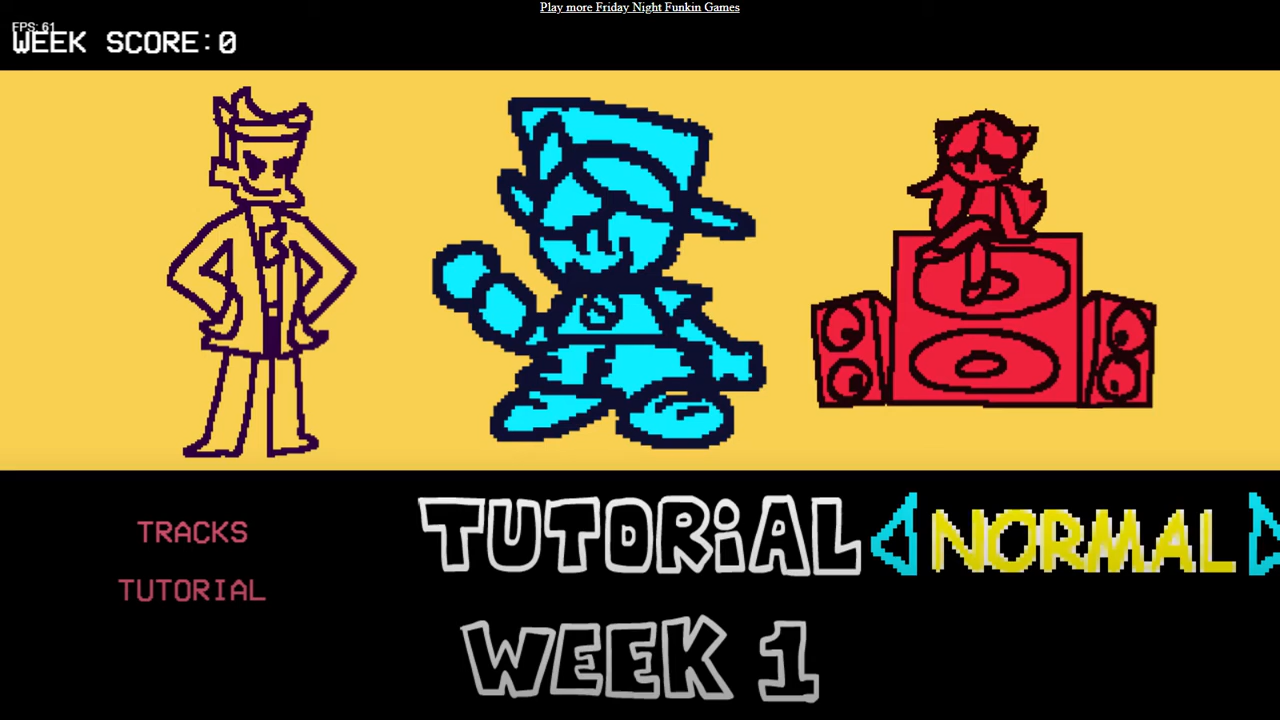 Play more Friday Night Funkin Games
FPS: 61
WEEK SCORE:0
TUTORIAL
NORMAL
TRACKS
TUTORIAL
WEEK 1